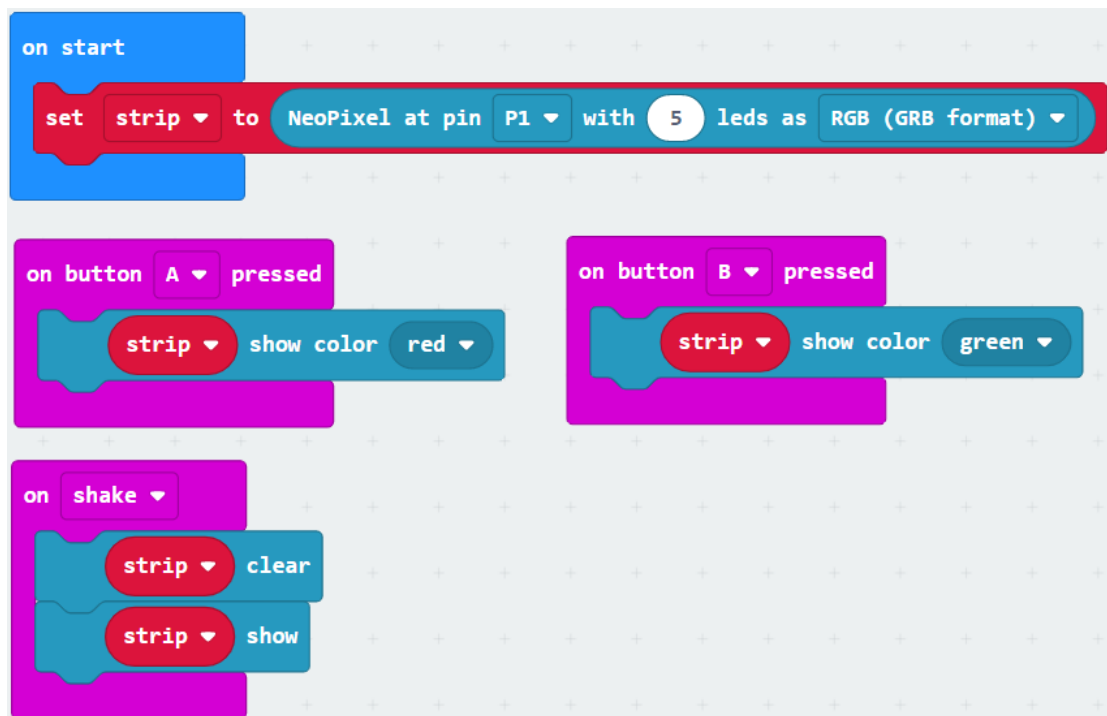 on start
set strip to NeoPixel at pin P1 with 5 leds as RGB (GRB format)
on button A pressed
strip show color red
on button B pressed
strip show color green
on shake
strip clear
strip show